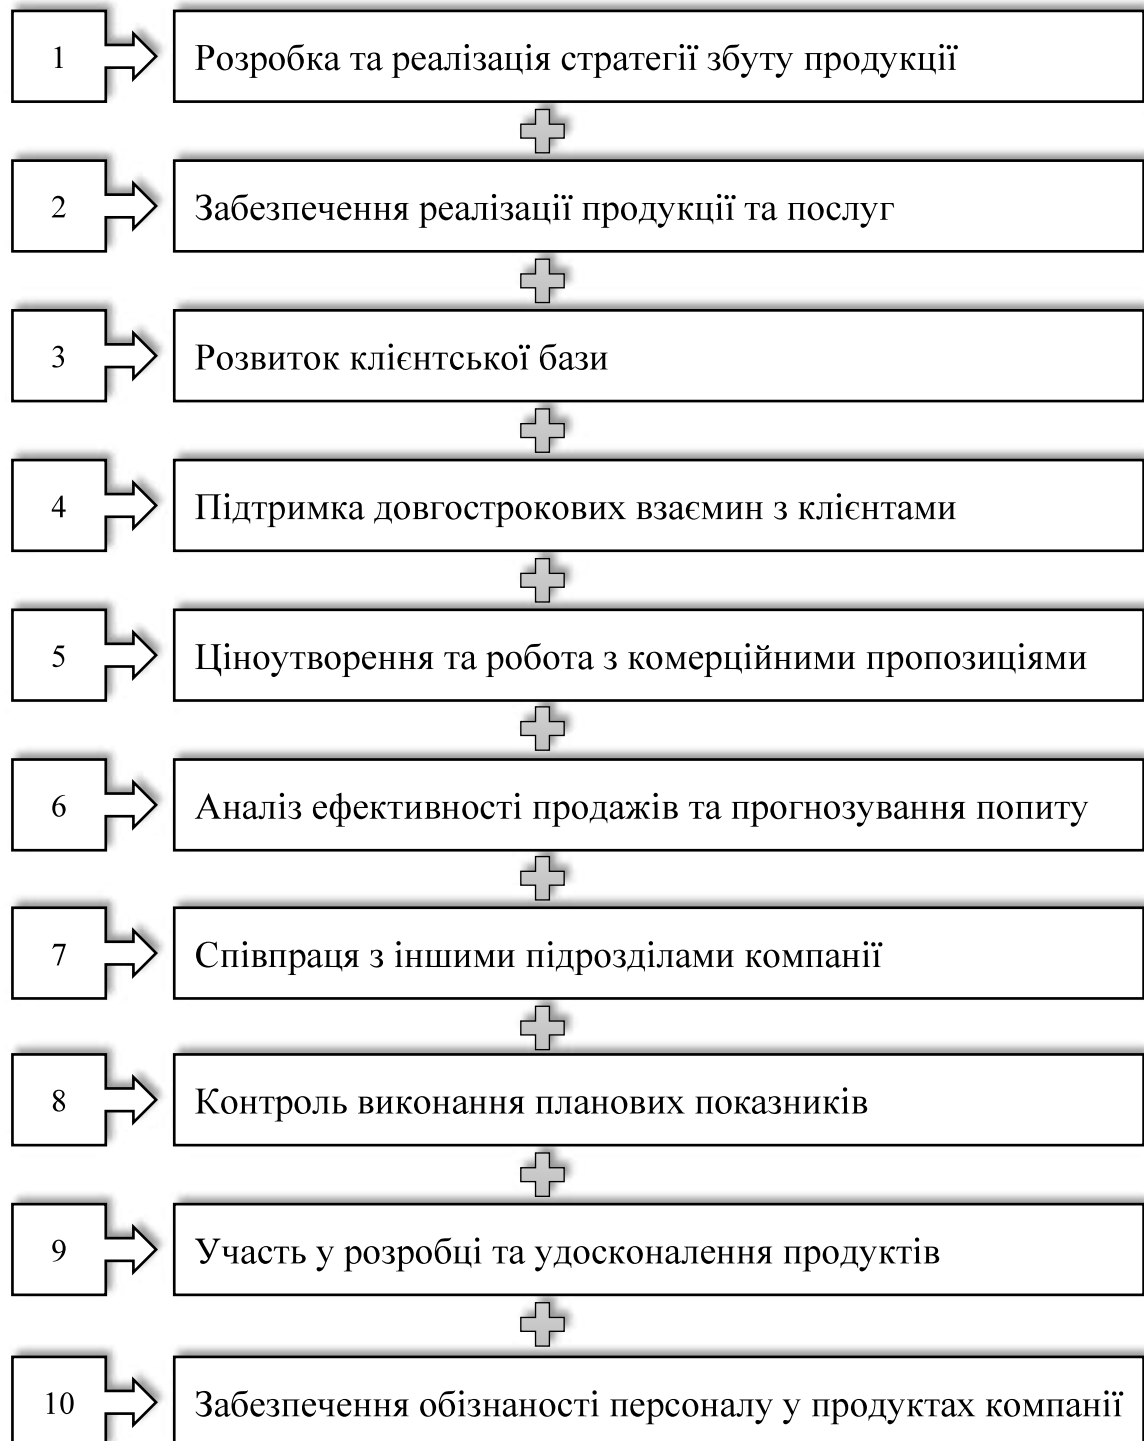 1 Розробка та реалізація стратегії збуту продукції
2 Забезпечення реалізації продукції та послуг
3 Розвиток клієнтської бази
4 Підтримка довгострокових взаємин з клієнтами
5 Ціноутворення та робота з комерційними пропозиціями
6 Аналіз ефективності продажів та прогнозування попиту
7 Співпраця з іншими підрозділами компанії
8 Контроль виконання планових показників
9 Участь у розробці та удосконалення продуктів
10 Забезпечення обізнаності персоналу у продуктах компанії